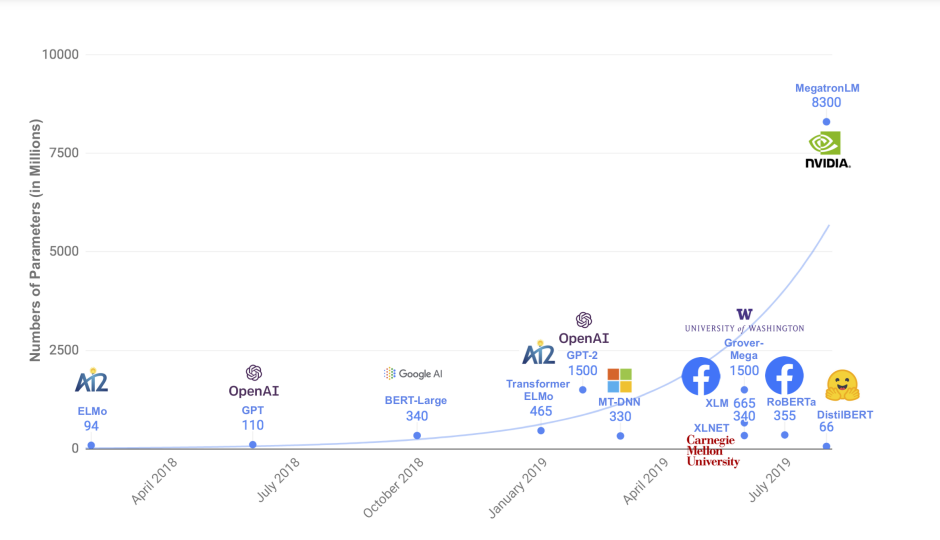 10000
MegatronLM
8300
NVIDIA.
7500
Numbers of Parameters (in Millions)
5000
UNIVERSITY of WASHINGTON
W
OpenAI
Grover-
Mega
1500
2500
GPT-2
1500
AI2
OpenAI
Google AI
AI2
Transformer
ELMo
465
MT-DNN
330
XLM 665
340
RoBERTa
355
DistilBERT
66
ELMo
94
GPT
110
BERT-Large
340
XLNET
Carnegie
Mellon
University
0
April 2018
July 2018
October 2018
January 2019
April 2019
July 2019